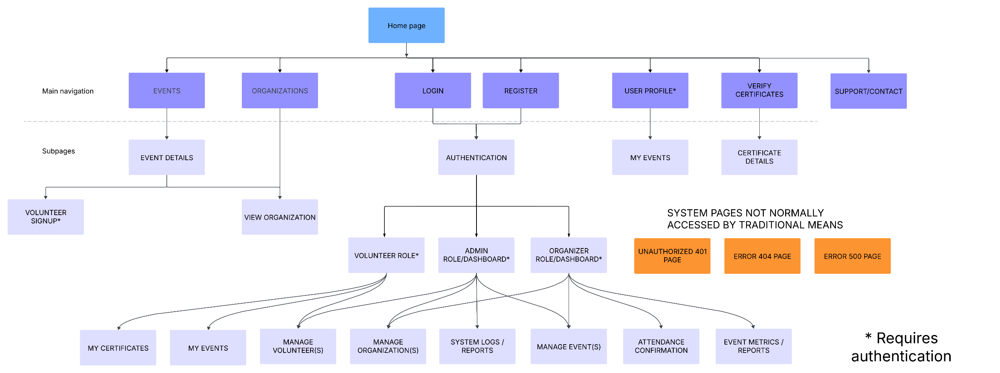 Home page
Main navigation
EVENTS
ORGANIZATIONS
LOGIN
REGISTER
USER PROFILE*
VERIFY
CERTIFICATES
SUPPORT/CONTACT
Subpages
EVENT DETAILS
AUTHENTICATION
MY EVENTS
CERTIFICATE
DETAILS
VOLUNTEER
SIGNUP*
VIEW ORGANIZATION
SYSTEM PAGES NOT NORMALLY
ACCESSED BY TRADITIONAL MEANS
VOLUNTEER ROLE*
ADMIN
ROLE/DASHBOARD*
ORGANIZER
ROLE/DASHBOARD*
UNAUTHORIZED 401
PAGE
ERROR 404 PAGE
ERROR 500 PAGE
MY CERTIFICATES
MY EVENTS
MANAGE
VOLUNTEER(S)
MANAGE
ORGANIZATION(S)
SYSTEM LOGS /
REPORTS
MANAGE EVENT(S)
ATTENDANCE
CONFIRMATION
EVENT METRICS /
REPORTS
* Requires
authentication